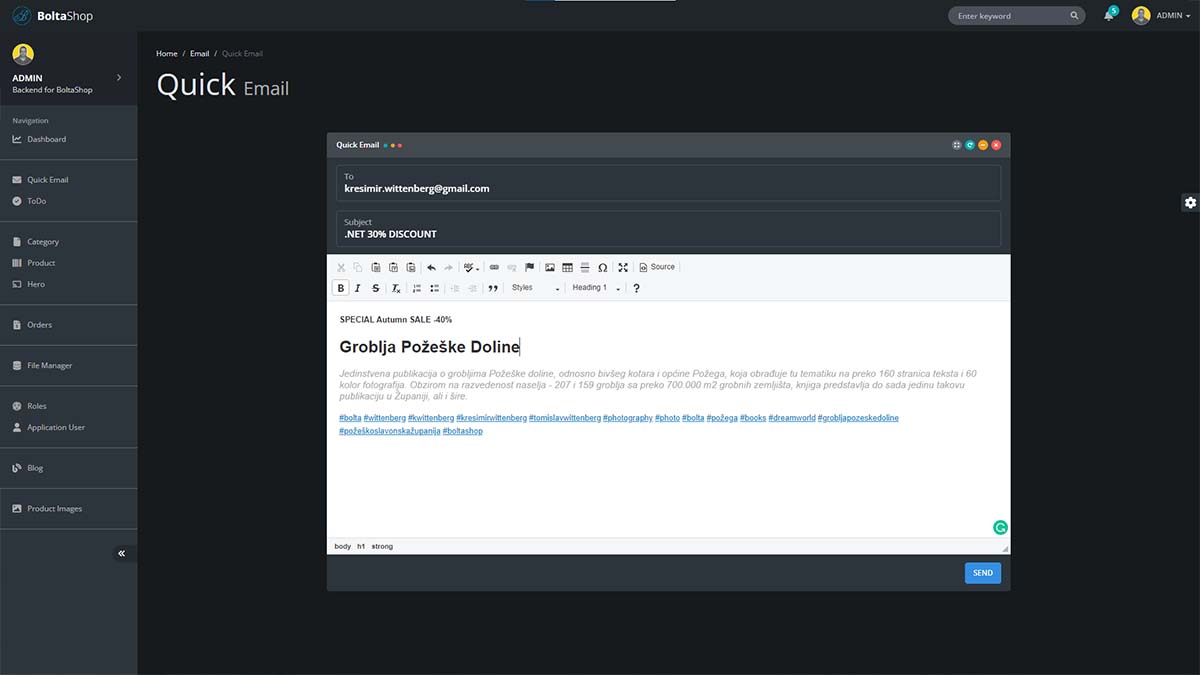 BoltaShop
Enter keyword
5
ADMIN
ADMIN
Backend for BoltaShop
Navigation
Dashboard
Quick Email
ToDo
Category
Product
Hero
Orders
File Manager
Roles
Application User
Blog
Product Images
Home / Email / Quick Email
Quick Email
Quick Email
To
kresimir.wittenberg@gmail.com
Subject
.NET 30% DISCOUNT
Source
B I S Tx
Styles
Heading 1
?
SPECIAL Autumn SALE -40%
Groblja Požeške Doline
Jedinstvena publikacija o grobljima Požeške doline, odnosno bivšeg kotara i općine Požega, koja obrađuje tu tematiku na preko 160 stranica teksta i 60
kolor fotografija. Obzirom na razvedenost naselja - 207 i 159 groblja sa preko 700.000 m2 grobnih zemljišta, knjiga predstavlja do sada jedinu takovu
publikaciju u Županiji, ali i šire.
#bolta #wittenberg #kwittenberg #kresimirwittenberg #tomislavwittenberg #photography #photo #bolta #požega #books #dreamworld #grobljapozeskedoline
#požeškoslavonskažupanija #boltashop
body h1 strong
SEND